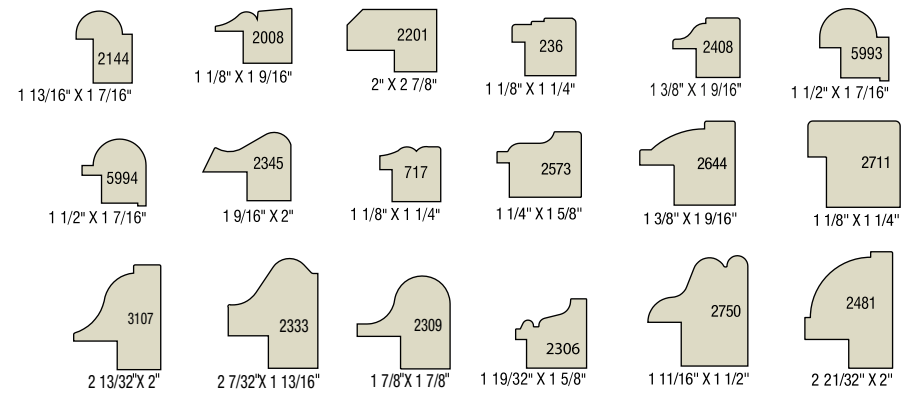 2144
2008
2201
236
2408
5993
1 13/16" X 1 7/16"
1 1/8" X 1 9/16"
2" X 2 7/8"
1 1/8" X 1 1/4"
1 3/8" X 1 9/16"
1 1/2" X 1 7/16"
5994
2345
717
2573
2644
2711
1 1/2" X 1 7/16"
1 9/16" X 2"
1 1/8" X 1 1/4"
1 1/4" X 1 5/8"
1 3/8" X 1 9/16"
1 1/8" X 1 1/4"
3107
2333
2309
2306
2750
2481
2 13/32"X 2"
2 7/32"X 1 13/16"
1 7/8"X 1 7/8"
1 19/32" X 1 5/8"
1 11/16" X 1 1/2"
2 21/32" X 2"